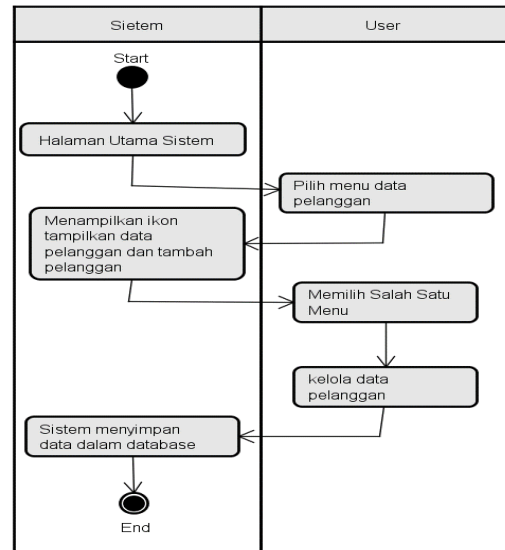 Sietem
User
Start
Halaman Utama Sistem
Pilih menu data
pelanggan
Menampilkan ikon
tampilkan data
pelanggan dan tambah
pelanggan
Memilih Salah Satu
Menu
kelola data
pelanggan
Sistem menyimpan
data dalam database
End